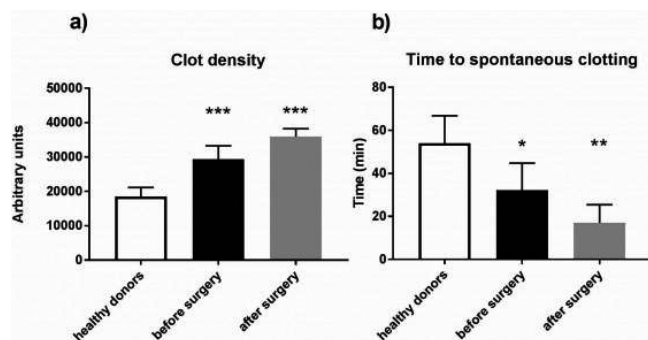 a)
Clot density
Arbitrary units
50000
40000
30000
20000
10000
0
***
***
healthy donors
before surgery
after surgery
b)
Time to spontaneous clotting
Time (min)
80
60
40
20
0
*
**
healthy donors
before surgery
after surgery